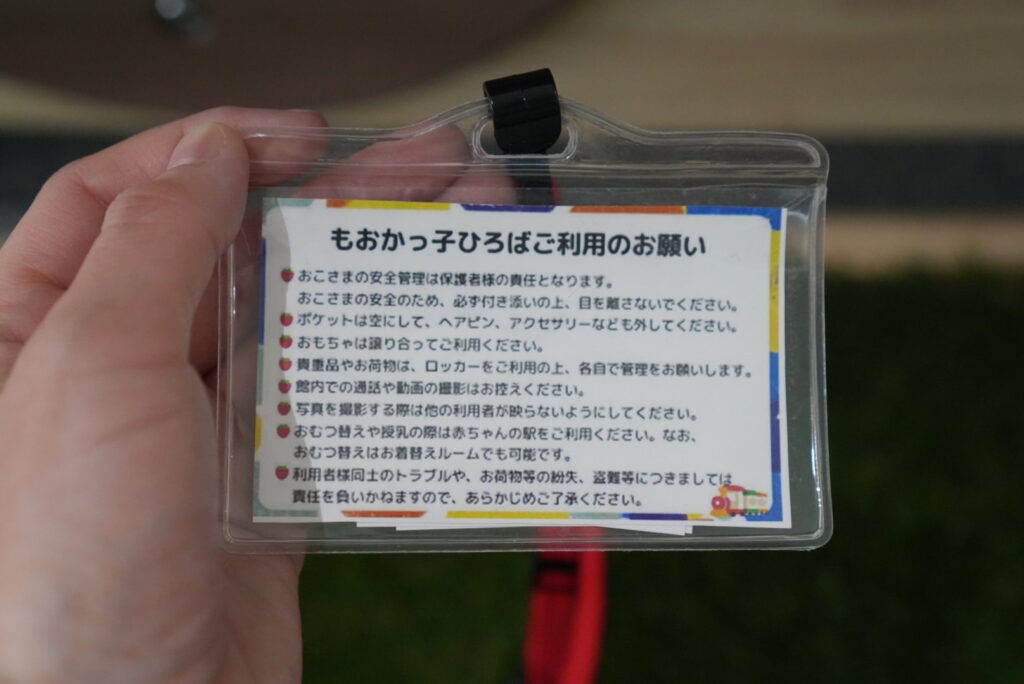 もおかっ子ひろばご利用のお願い
おこさまの安全管理は保護者様の責任となります。
おこさまの安全のため、必ず付き添いの上、目を離さないでください。
ポケットは空にして、ヘアピン、アクセサリーなども外してください。
おもちゃは譲り合ってご利用ください。
貴重品やお荷物は、ロッカーをご利用の上、各自で管理をお願いします。
館内での通話や動画の撮影はお控えください。
写真を撮影する際は他の利用者が映らないようにしてください。
おむつ替えや授乳の際は赤ちゃんの駅をご利用ください。なお、
おむつ替えはお着替えルームでも可能です。
利用者様同士のトラブルや、お荷物等の紛失、盗難等につきましては
責任を負いかねますので、あらかじめご了承ください。